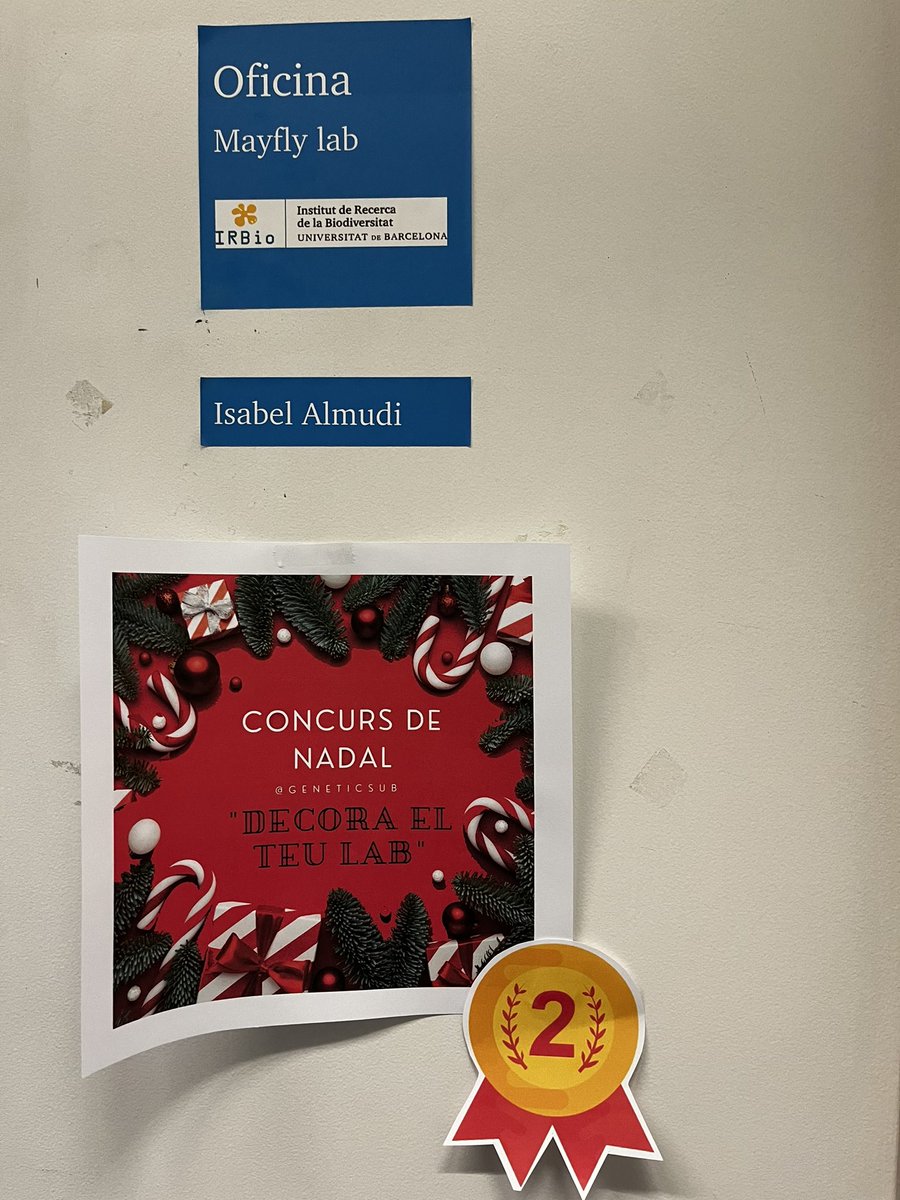 Oficina
Mayfly lab
IRBio
Institut de Recerca
de la Biodiversitat
UNIVERSITAT DE BARCELONA
Isabel Almudi
CONCURS DE
NADAL
@GENETICSUB
"DECORA EL
TEU LAB"
2